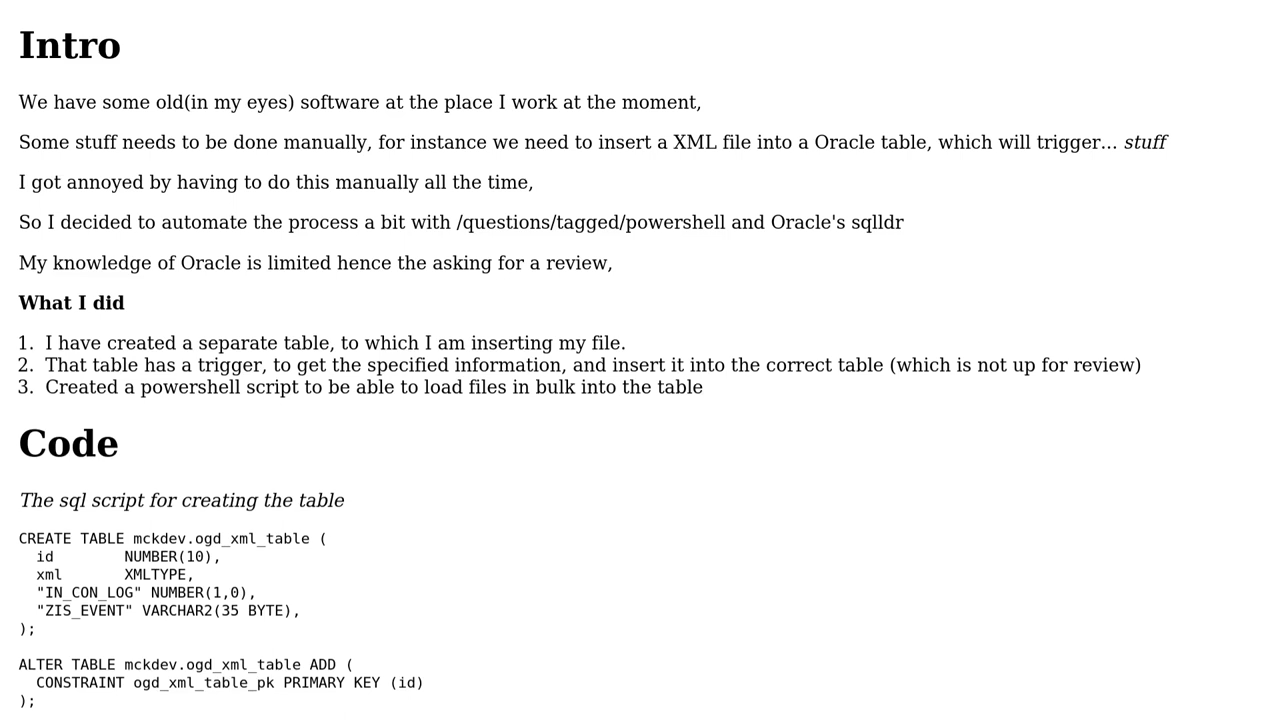 Intro
We have some old(in my eyes) software at the place I work at the moment,
Some stuff needs to be done manually, for instance we need to insert a XML file into a Oracle table, which will trigger... stuff
I got annoyed by having to do this manually all the time,
So I decided to automate the process a bit with /questions/tagged/powershell and Oracle's sqlldr
My knowledge of Oracle is limited hence the asking for a review,
What I did
1. I have created a separate table, to which I am inserting my file.
2. That table has a trigger, to get the specified information, and insert it into the correct table (which is not up for review)
3. Created a powershell script to be able to load files in bulk into the table
Code
The sql script for creating the table
CREATE TABLE mckdev.ogd_xml_table (
  id        NUMBER(10),
  xml       XMLTYPE,
  "IN_CON_LOG" NUMBER(1,0),
  "ZIS_EVENT" VARCHAR2(35 BYTE),
);
ALTER TABLE mckdev.ogd_xml_table ADD (
  CONSTRAINT ogd_xml_table_pk PRIMARY KEY (id)
);